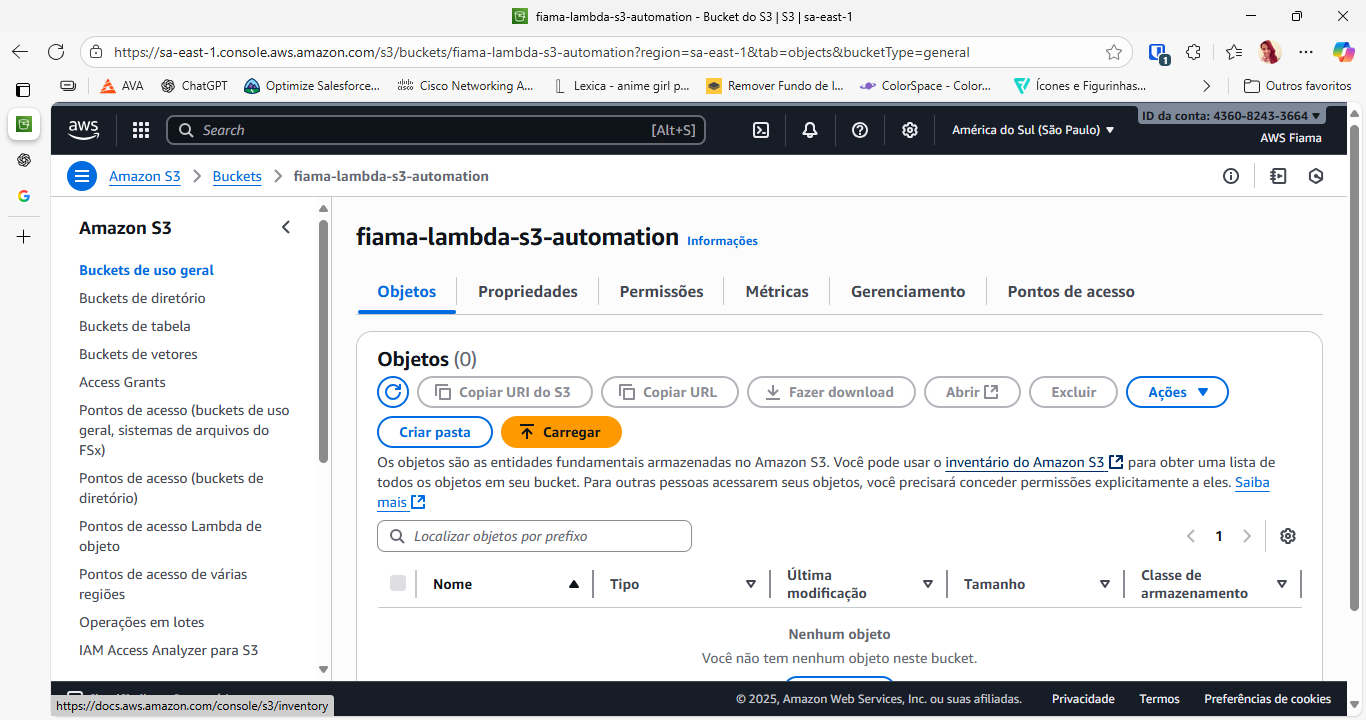 fiama-lambda-s3-automation - Bucket do S3 | S3 | sa-east-1
https://sa-east-1.console.aws.amazon.com/s3/buckets/fiama-lambda-s3-automation?region=sa-east-1&tab=objects&bucketType=general
1
AVA
ChatGPT
Optimize Salesforce...
Cisco Networking A...
Lexica - anime girl p...
Remover Fundo de I...
ColorSpace - Color...
Ícones e Figurinhas...
Outros favoritos
aws
Search
[Alt+S]
América do Sul (São Paulo)
ID da conta: 4360-8243-3664
AWS Fiama
Amazon S3
Buckets
fiama-lambda-s3-automation
Amazon S3
Buckets de uso geral
Buckets de diretório
Buckets de tabela
Buckets de vetores
Access Grants
Pontos de acesso (buckets de uso
geral, sistemas de arquivos do
FSx)
Pontos de acesso (buckets de
diretório)
Pontos de acesso Lambda de
objeto
Pontos de acesso de várias
regiões
Operações em lotes
IAM Access Analyzer para S3
fiama-lambda-s3-automation
Informações
Objetos
Propriedades
Permissões
Métricas
Gerenciamento
Pontos de acesso
Objetos (0)
Copiar URI do S3
Copiar URL
Fazer download
Abrir
Excluir
Ações
Criar pasta
Carregar
Os objetos são as entidades fundamentais armazenadas no Amazon S3. Você pode usar o inventário do Amazon S3 para obter uma lista de
todos os objetos em seu bucket. Para outras pessoas acessarem seus objetos, você precisará conceder permissões explicitamente a eles. Saiba
mais
Localizar objetos por prefixo
1
Nome
Tipo
Última
modificação
Tamanho
Classe de
armazenamento
Nenhum objeto
Você não tem nenhum objeto neste bucket.
https://docs.aws.amazon.com/console/s3/inventory
© 2025, Amazon Web Services, Inc. ou suas afiliadas.
Privacidade
Termos
Preferências de cookies